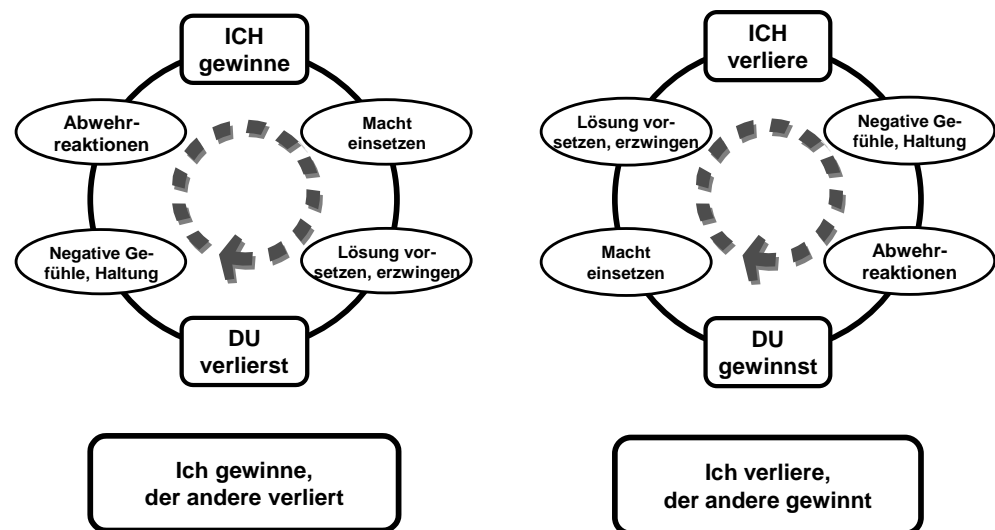 ICH
gewinne
Abwehr-
reaktionen
Macht
einsetzen
Negative Ge-
fühle, Haltung
Lösung vor-
setzen, erzwingen
DU
verlierst
Ich gewinne,
der andere verliert
ICH
verliere
Lösung vor-
setzen, erzwingen
Negative Ge-
fühle, Haltung
Macht
einsetzen
Abwehr-
reaktionen
DU
gewinnst
Ich verliere,
der andere gewinnt